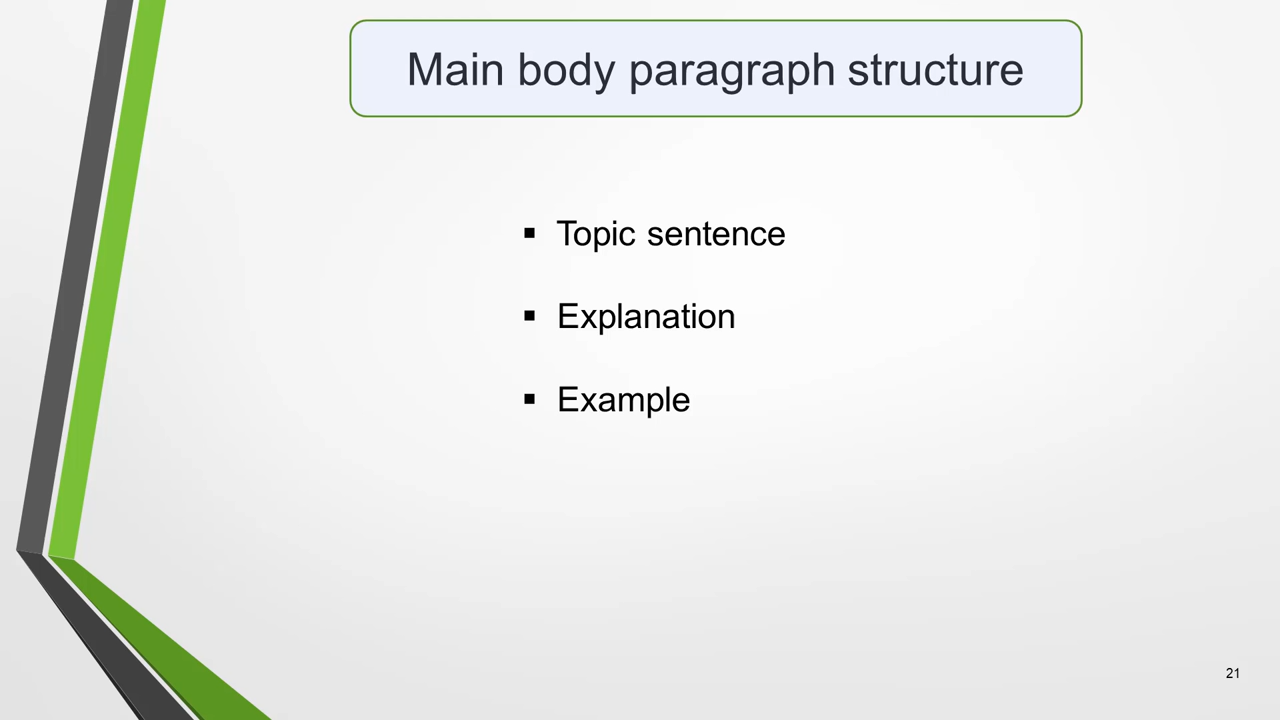 Main body paragraph structure
▪ Topic sentence
▪ Explanation
▪ Example
21